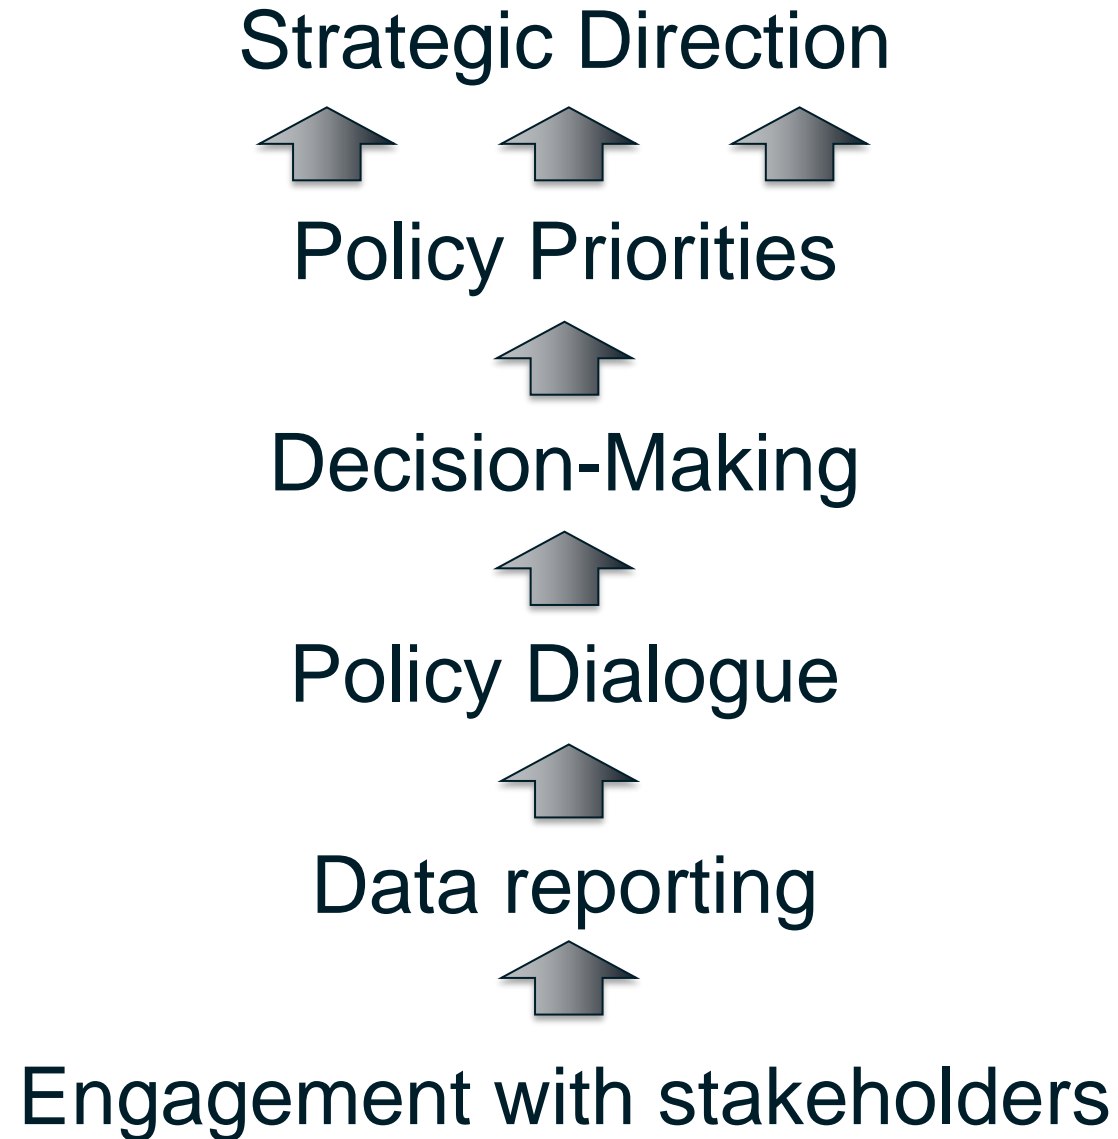 Strategic Direction
Policy Priorities
Decision-Making
Policy Dialogue
Data reporting
Engagement with stakeholders